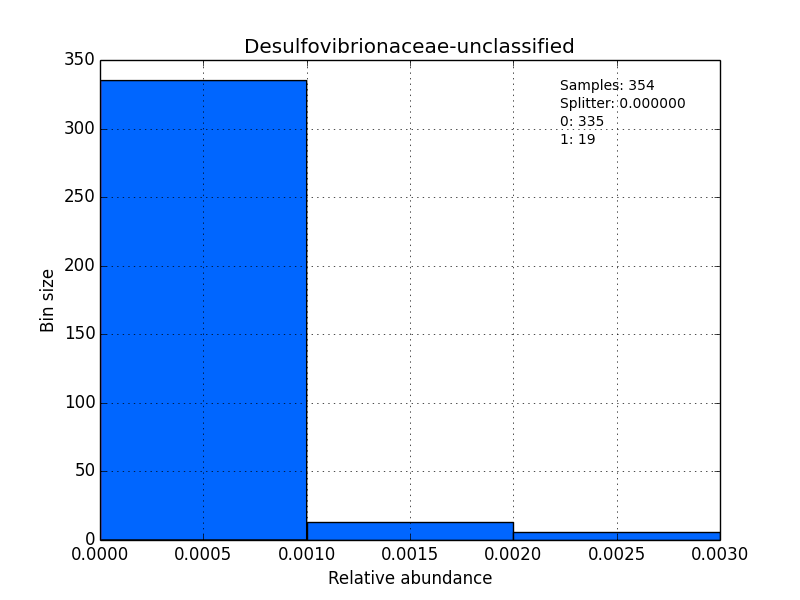 Desulfovibrionaceae-unclassified
350
300
250
200
150
100
50
0
Bin size
Samples: 354
Splitter: 0.000000
0: 335
1: 19
0.0000 0.0005 0.0010 0.0015 0.0020 0.0025 0.0030
Relative abundance